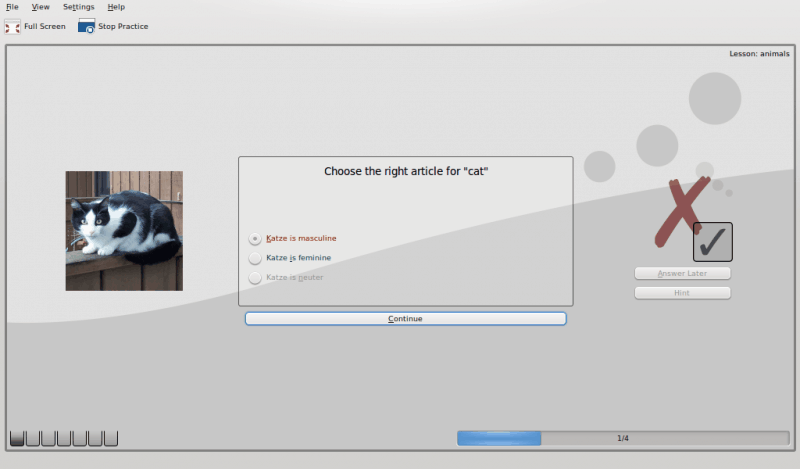 File View Settings Help
Full Screen Stop Practice
Lesson: animals
Choose the right article for "cat"
Katze is masculine
Katze is feminine
Katze is neuter
Answer Later
Hint
Continue
1/4